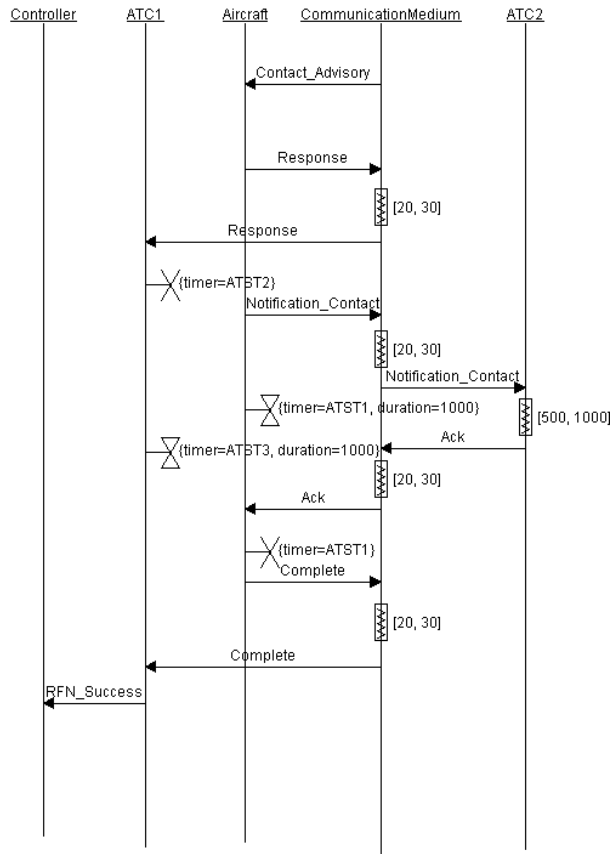 Controller ATC1 Aircraft CommunicationMedium ATC2
Contact_Advisory
Response
[20, 30]
Response
{timer=ATST2}
Notification_Contact
[20, 30]
Notification_Contact
{timer=ATST1, duration=1000}
[500, 1000]
Ack
{timer=ATST3, duration=1000}
[20, 30]
Ack
{timer=ATST1}
Complete
[20, 30]
Complete
RFN_Success